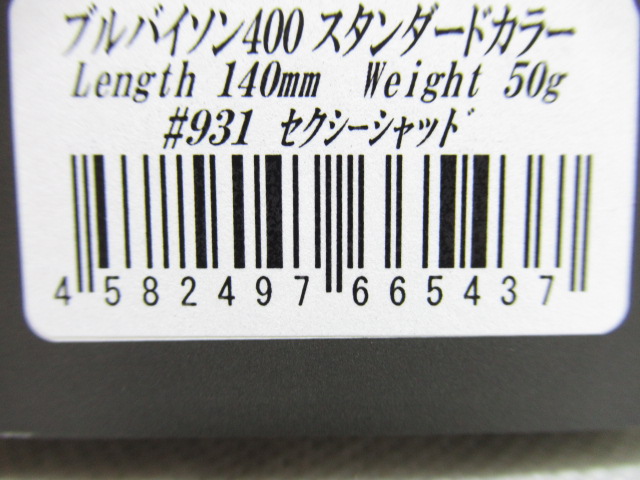 ブルバイソン400 スタンダードカラー
Length 140mm Weight 50g
#931 セクシーシャッド
4 582497 665437